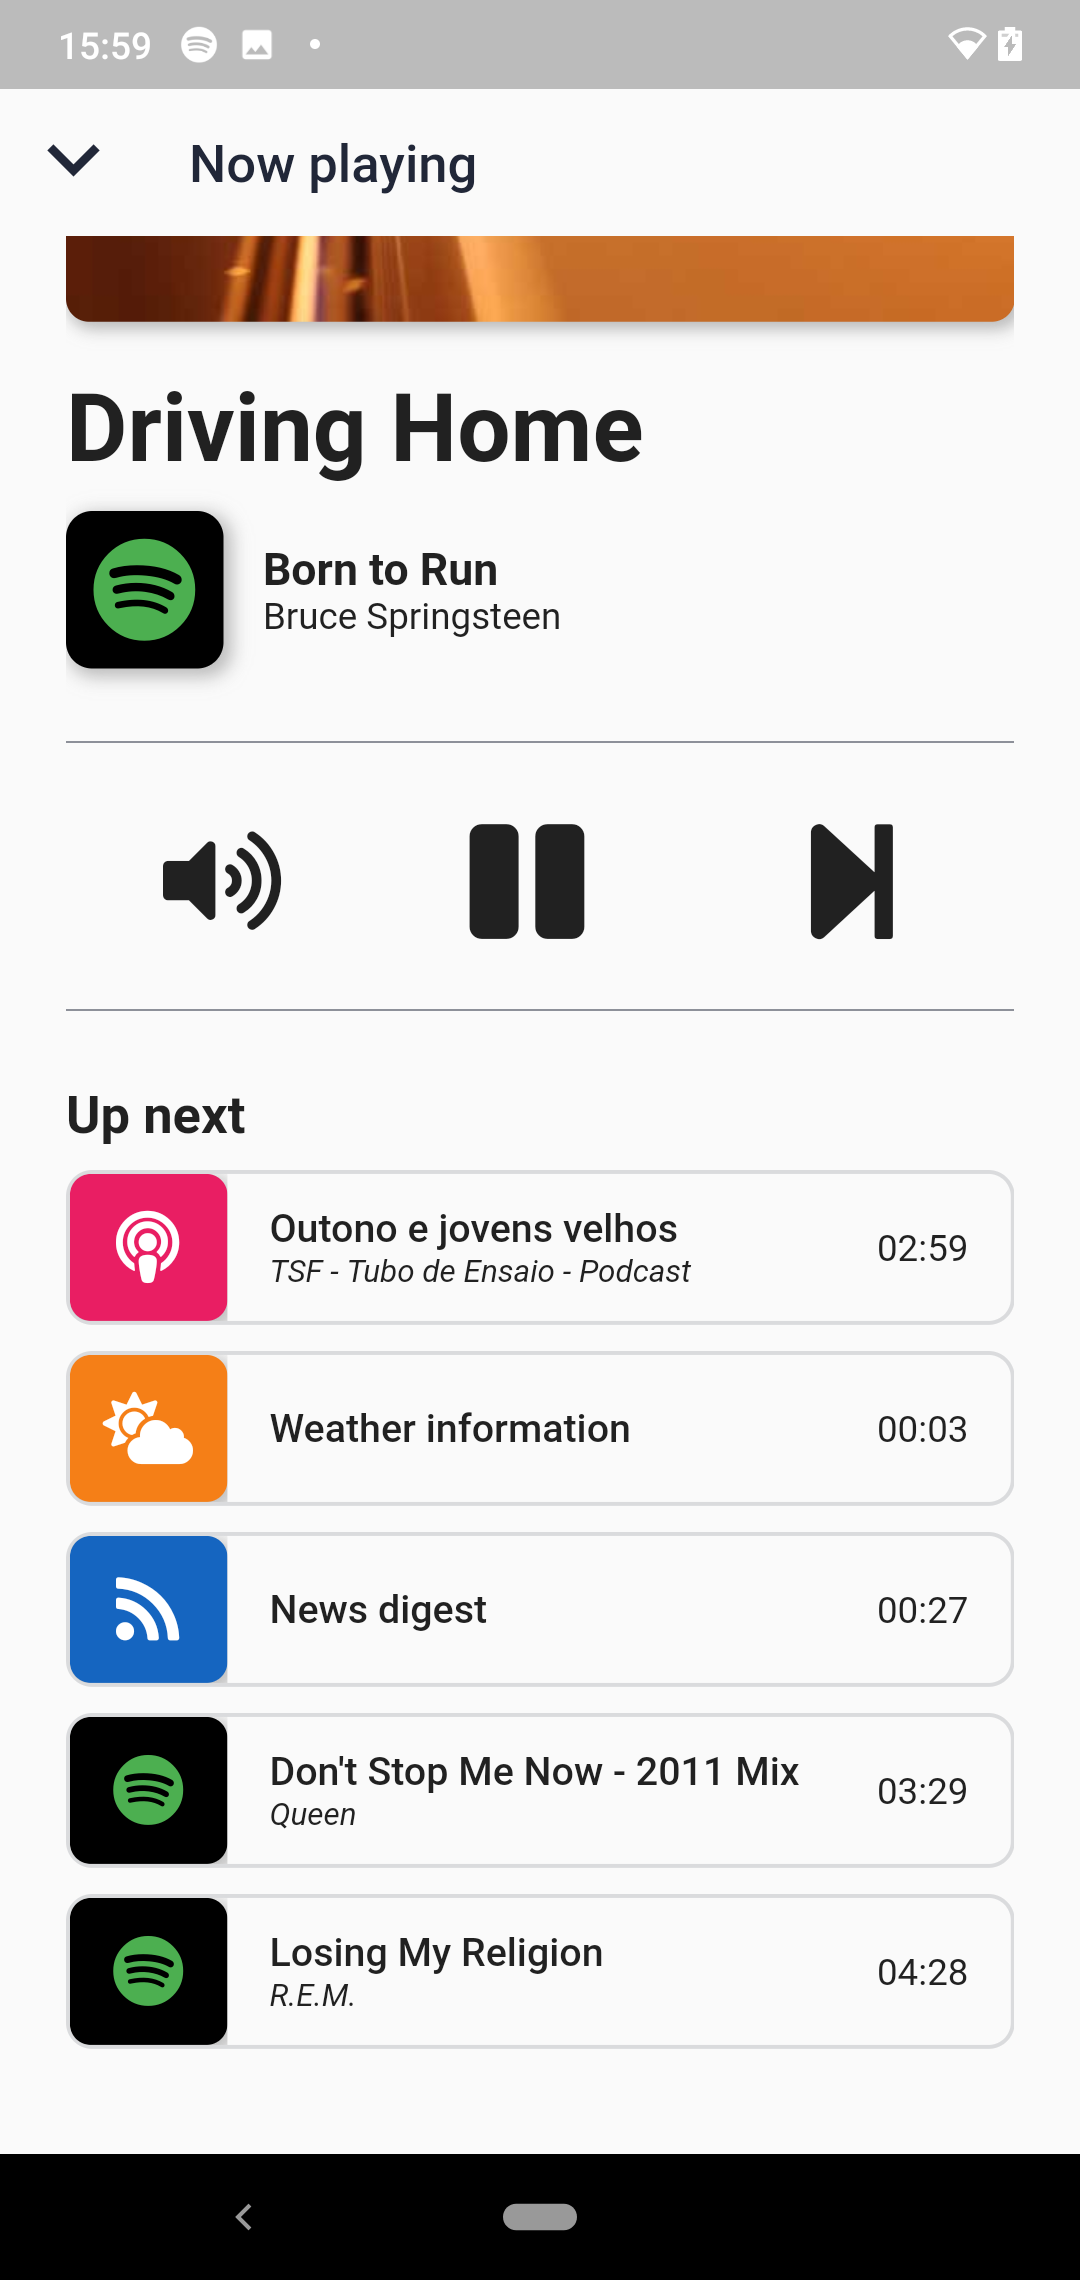 15:59
Now playing
Driving Home
Born to Run
Bruce Springsteen
Up next
Outono e jovens velhos
TSF - Tubo de Ensaio - Podcast
02:59
Weather information
00:03
News digest
00:27
Don't Stop Me Now - 2011 Mix
Queen
03:29
Losing My Religion
R.E.M.
04:28